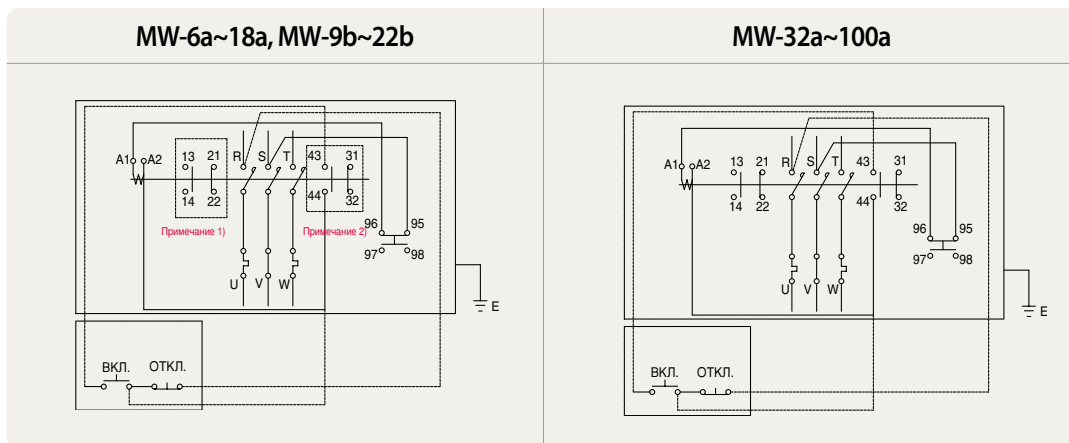 MW-6a~18a, MW-9b~22b
MW-32a~100a
A1 A2 13 21 R S T 43 31
14 22 44 32
Примечание 1) Примечание 2)
96 95
97 98
U V W
E
ВКЛ. ОТКЛ.
A1 A2 13 21 R S T 43 31
14 22 44 32
96 95
97 98
U V W
E
ВКЛ. ОТКЛ.